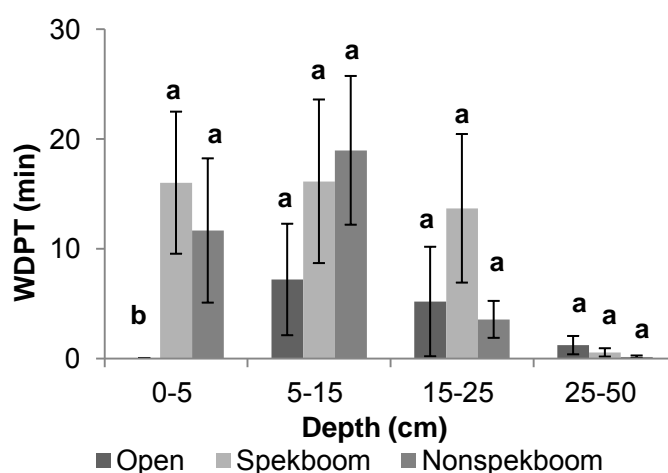 30
20
10
0
WDPT (min)
b
a
a
a
a
a
a
a
a
a
a
a
0-5
5-15
15-25
25-50
Depth (cm)
Open
Spekboom
Nonspekboom